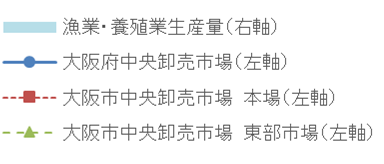 漁業・養殖業生産量(右軸)
大阪府中央卸売市場(左軸)
大阪市中央卸売市場 本場(左軸)
大阪市中央卸売市場 東部市場(左軸)